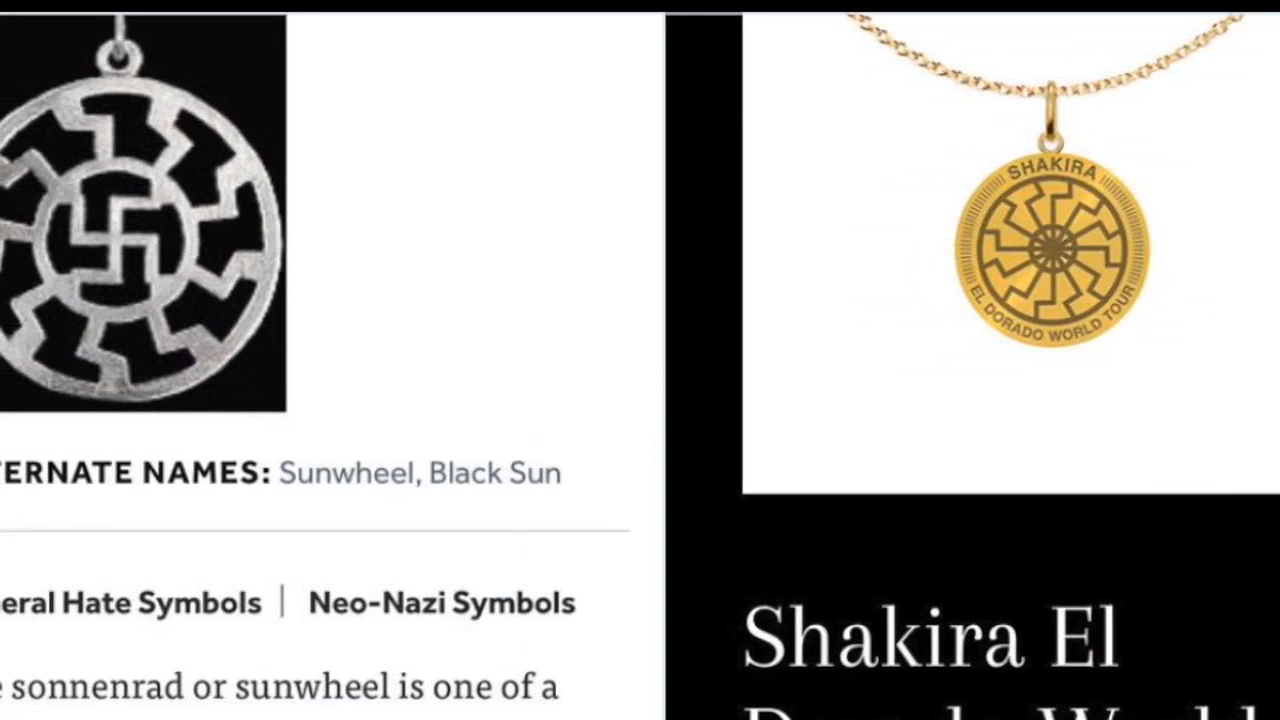 TERNATE NAMES: Sunwheel, Black Sun
eral Hate Symbols | Neo-Nazi Symbols
sonnenrad or sunwheel is one of a
SHAKIRA
EL DORADO WORLD TOUR
Shakira El